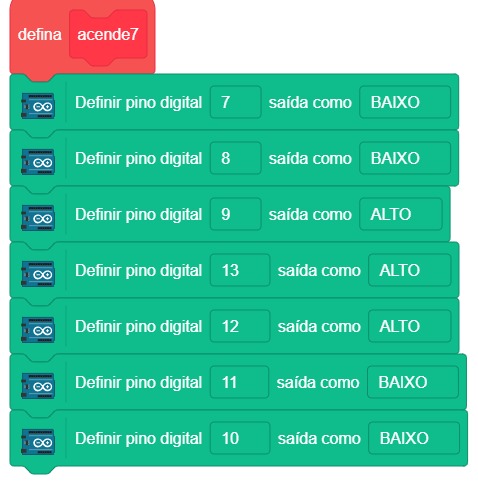 defina acende7
Definir pino digital 7 saída como BAIXO
Definir pino digital 8 saída como BAIXO
Definir pino digital 9 saída como ALTO
Definir pino digital 13 saída como ALTO
Definir pino digital 12 saída como ALTO
Definir pino digital 11 saída como BAIXO
Definir pino digital 10 saída como BAIXO